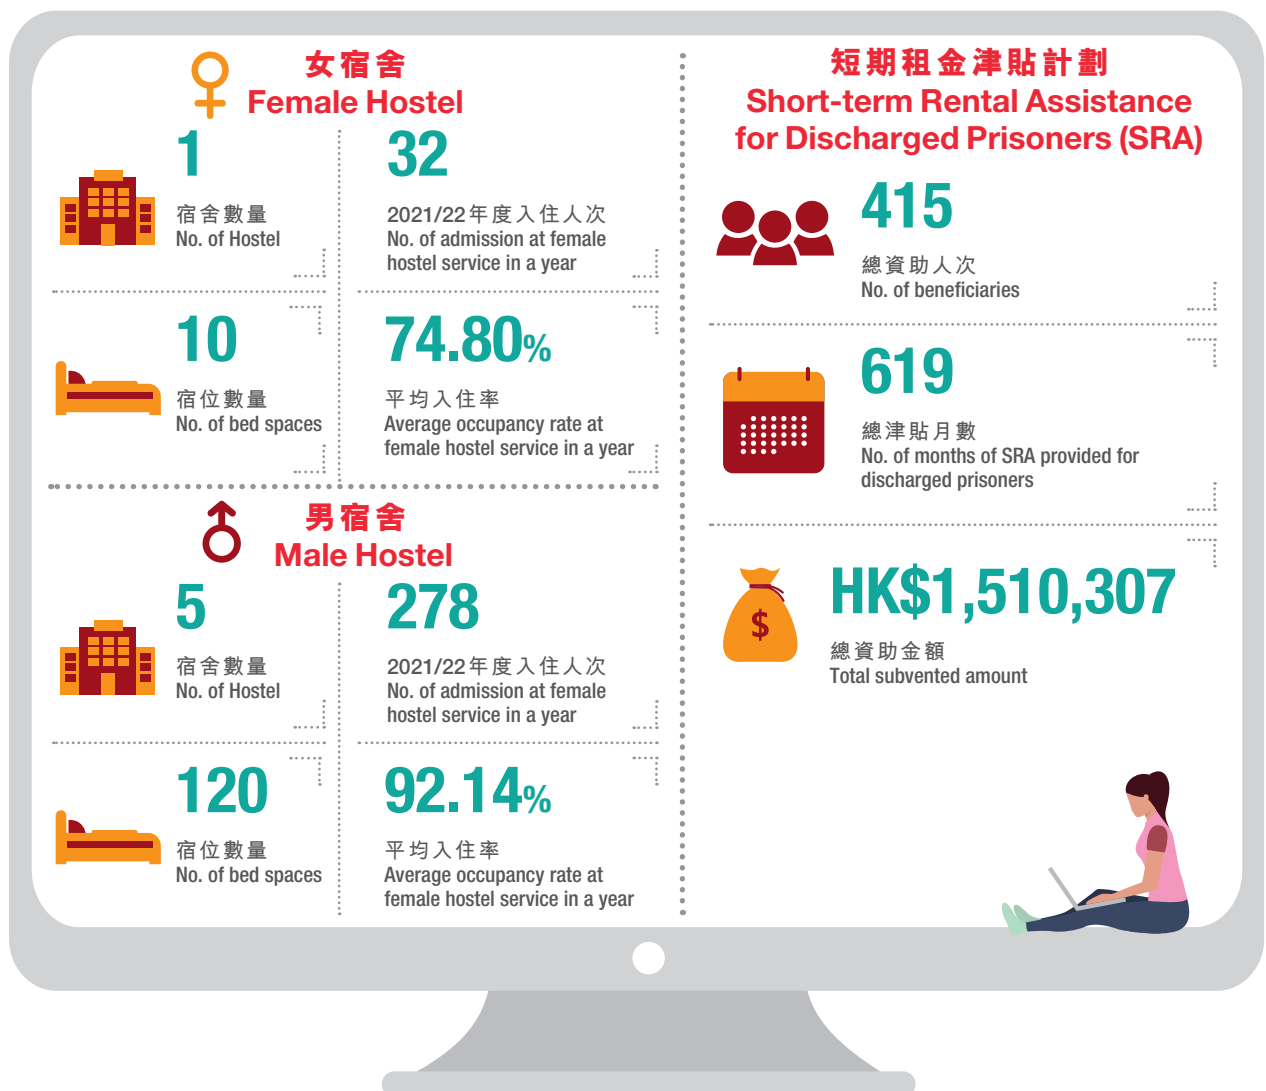 女宿舍
Female Hostel
1
宿舍數量
No. of Hostel
32
2021/22年度入住人次
No. of admission at female
hostel service in a year
10
宿位數量
No. of bed spaces
74.80%
平均入住率
Average occupancy rate at
female hostel service in a year
男宿舍
Male Hostel
5
宿舍數量
No. of Hostel
278
2021/22年度入住人次
No. of admission at female
hostel service in a year
120
宿位數量
No. of bed spaces
92.14%
平均入住率
Average occupancy rate at
female hostel service in a year
短期租金津貼計劃
Short-term Rental Assistance
for Discharged Prisoners (SRA)
415
總資助人次
No. of beneficiaries
619
總津貼月數
No. of months of SRA provided for
discharged prisoners
$
HK$1,510,307
總資助金額
Total subvented amount